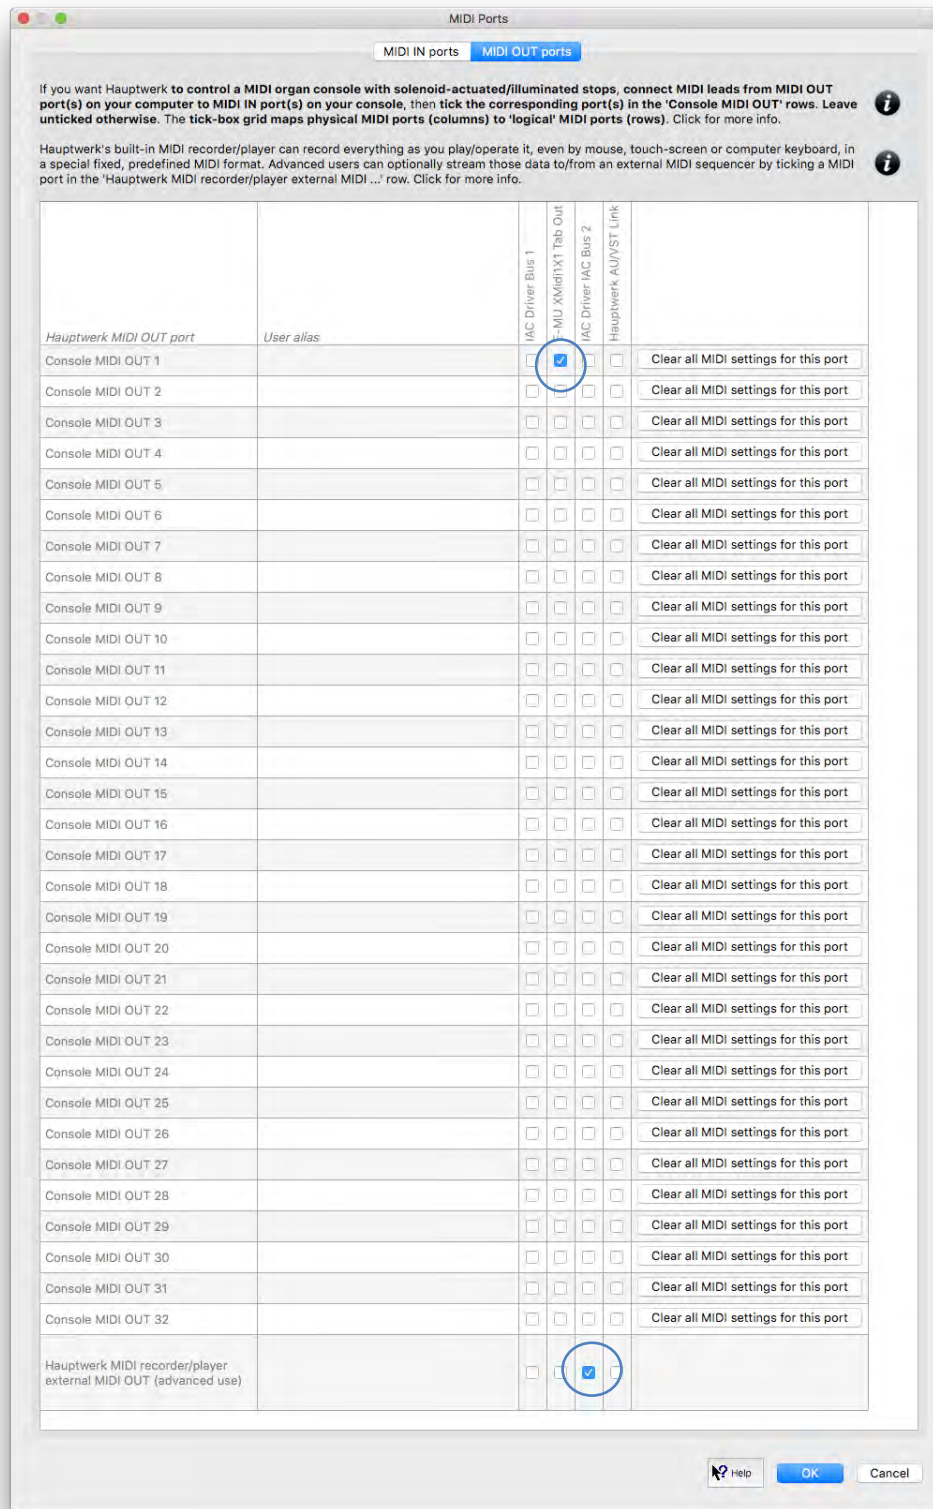 MIDI Ports
MIDI IN ports MIDI OUT ports
If you want Hauptwerk to control a MIDI organ console with solenoid-actuated/illuminated stops, connect MIDI leads from MIDI OUT
port(s) on your computer to MIDI IN port(s) on your console, then tick the corresponding port(s) in the 'Console MIDI OUT' rows. Leave
unticked otherwise. The tick-box grid maps physical MIDI ports (columns) to 'logical' MIDI ports (rows). Click for more info.
Hauptwerk's built-in MIDI recorder/player can record everything as you play/operate it, even by mouse, touch-screen or computer keyboard, in
a special fixed, predefined MIDI format. Advanced users can optionally stream those data to/from an external MIDI sequencer by ticking a MIDI
port in the 'Hauptwerk MIDI recorder/player external MIDI ...' row. Click for more info.
Hauptwerk MIDI OUT port User alias
IAC Driver Bus 1
XMidi1X1 Tab Out
IAC Driver IAC Bus 2
Hauptwerk AU/VST Link
Console MIDI OUT 1 Clear all MIDI settings for this port
Console MIDI OUT 2 Clear all MIDI settings for this port
Console MIDI OUT 3 Clear all MIDI settings for this port
Console MIDI OUT 4 Clear all MIDI settings for this port
Console MIDI OUT 5 Clear all MIDI settings for this port
Console MIDI OUT 6 Clear all MIDI settings for this port
Console MIDI OUT 7 Clear all MIDI settings for this port
Console MIDI OUT 8 Clear all MIDI settings for this port
Console MIDI OUT 9 Clear all MIDI settings for this port
Console MIDI OUT 10 Clear all MIDI settings for this port
Console MIDI OUT 11 Clear all MIDI settings for this port
Console MIDI OUT 12 Clear all MIDI settings for this port
Console MIDI OUT 13 Clear all MIDI settings for this port
Console MIDI OUT 14 Clear all MIDI settings for this port
Console MIDI OUT 15 Clear all MIDI settings for this port
Console MIDI OUT 16 Clear all MIDI settings for this port
Console MIDI OUT 17 Clear all MIDI settings for this port
Console MIDI OUT 18 Clear all MIDI settings for this port
Console MIDI OUT 19 Clear all MIDI settings for this port
Console MIDI OUT 20 Clear all MIDI settings for this port
Console MIDI OUT 21 Clear all MIDI settings for this port
Console MIDI OUT 22 Clear all MIDI settings for this port
Console MIDI OUT 23 Clear all MIDI settings for this port
Console MIDI OUT 24 Clear all MIDI settings for this port
Console MIDI OUT 25 Clear all MIDI settings for this port
Console MIDI OUT 26 Clear all MIDI settings for this port
Console MIDI OUT 27 Clear all MIDI settings for this port
Console MIDI OUT 28 Clear all MIDI settings for this port
Console MIDI OUT 29 Clear all MIDI settings for this port
Console MIDI OUT 30 Clear all MIDI settings for this port
Console MIDI OUT 31 Clear all MIDI settings for this port
Console MIDI OUT 32 Clear all MIDI settings for this port
Hauptwerk MIDI recorder/player
external MIDI OUT (advanced use)
Help OK Cancel